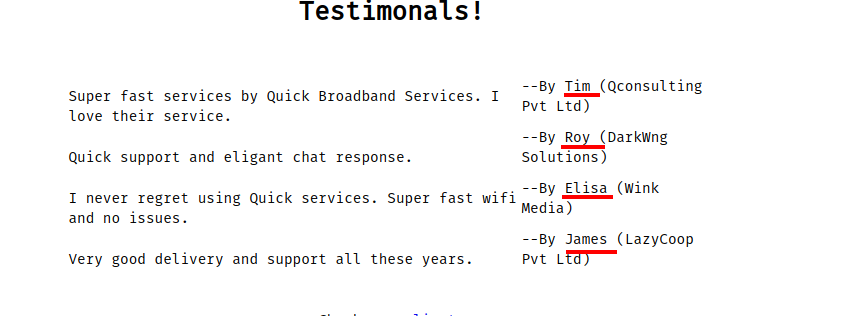 Testimonals!
Super fast services by Quick Broadband Services. I
love their service.
--By Tim (Qconsulting
Pvt Ltd)
Quick support and eligant chat response.
--By Roy (DarkWng
Solutions)
I never regret using Quick services. Super fast wifi
and no issues.
--By Elisa (Wink
Media)
Very good delivery and support all these years.
--By James (LazyCoop
Pvt Ltd)